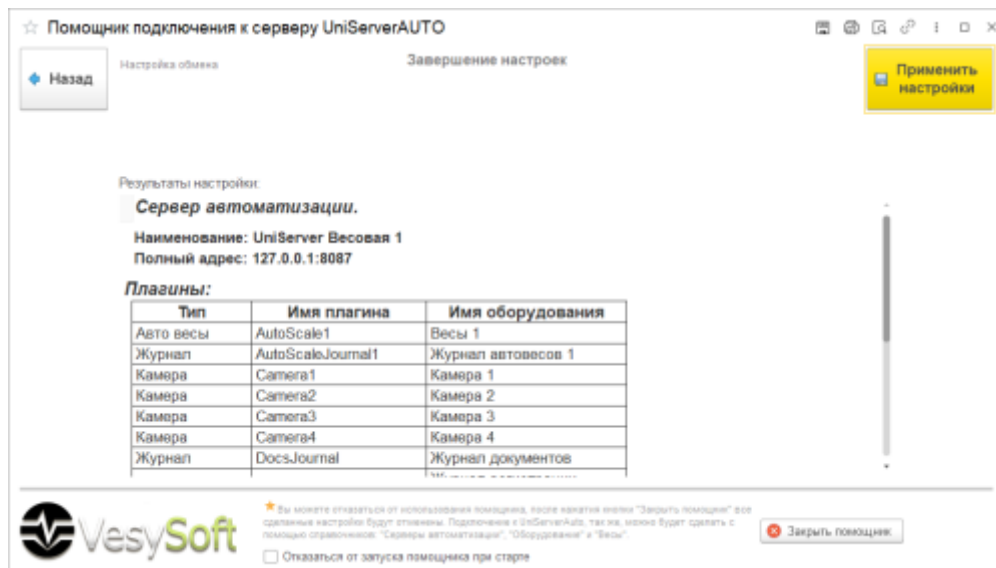 Помощник подключения к серверу UniServerAUTO
Назад
Настройка обмена
Завершение настроек
Применить настройки
Результаты настройки:
Сервер автоматизации.
Наименование: UniServer Весовая 1
Полный адрес: 127.0.0.1:8087
Плагины:
Тип Имя плагина Имя оборудования
Авто весы AutoScale1 Весы 1
Журнал AutoScaleJournal1 Журнал автовесов 1
Камера Camera1 Камера 1
Камера Camera2 Камера 2
Камера Camera3 Камера 3
Камера Camera4 Камера 4
Журнал DocsJournal Журнал документов
VesySoft
Вы можете отказаться от использования помощника, после нажатия кнопки "Закрыть помощник" все
сделанные настройки будут отменены. Подключение к UniServerAuto, так же, можно будет сделать с
помощью справочников: "Серверы автоматизации", "Оборудование" и "Весы".
Отказаться от запуска помощника при старте
Закрыть помощник